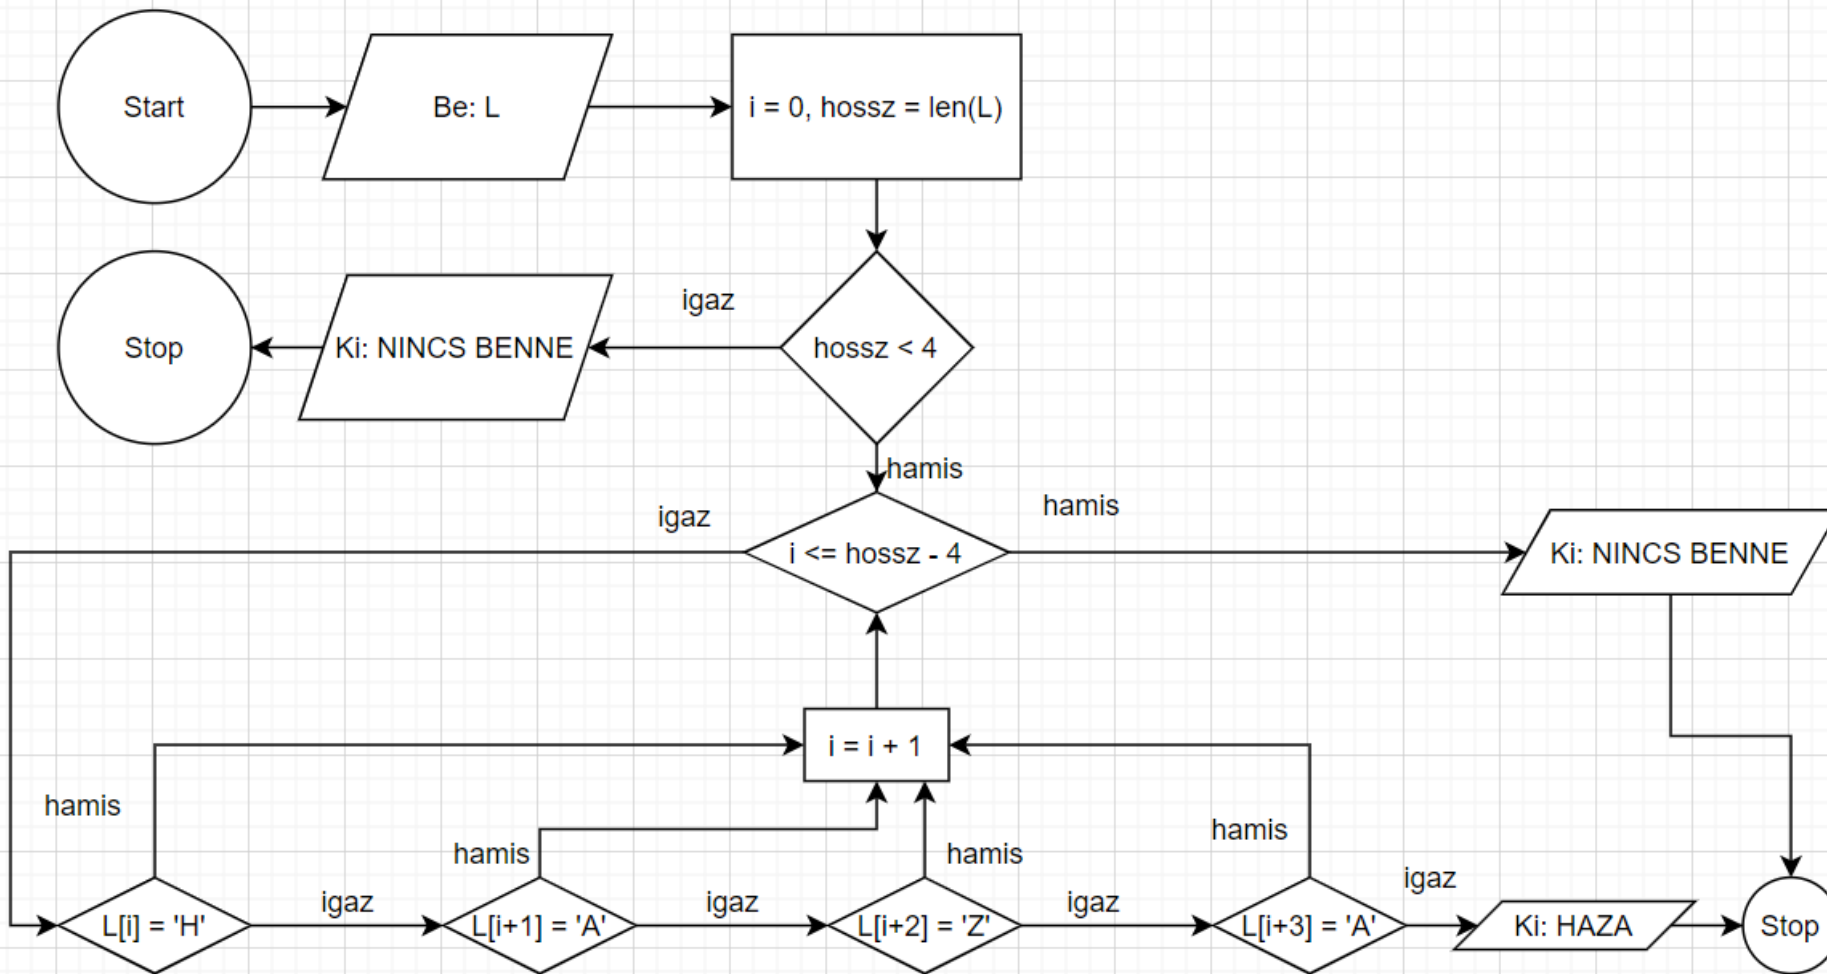 Start
Be: L
i = 0, hossz = len(L)
Stop
Ki: NINCS BENNE
igaz
hossz < 4
hamis
igaz
i <= hossz - 4
hamis
Ki: NINCS BENNE
i = i + 1
hamis
hamis
hamis
hamis
L[i] = 'H'
igaz
L[i+1] = 'A'
igaz
L[i+2] = 'Z'
igaz
L[i+3] = 'A'
igaz
Ki: HAZA
Stop